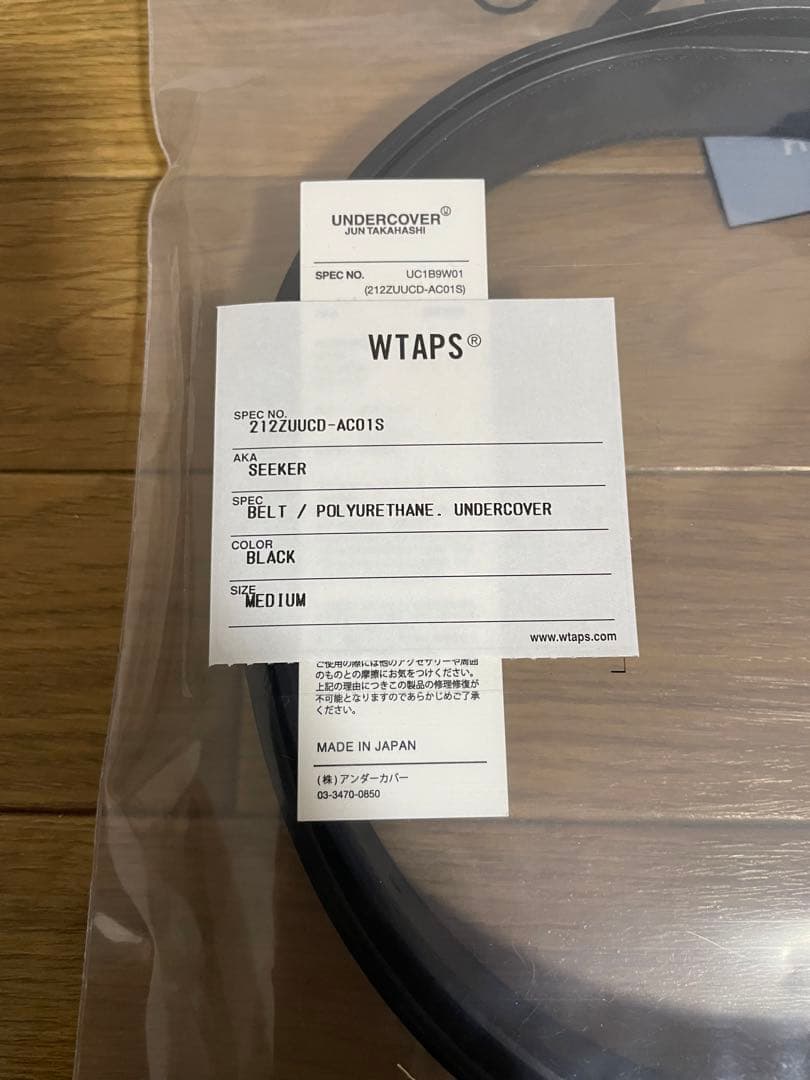 UNDERCOVER Ⓤ
JUN TAKAHASHI
SPEC NO. UC1B9W01
(212ZUUCD-AC01S)
WTAPS®
SPEC NO.
212ZUUCD-AC01S
AKA
SEEKER
SPEC
BELT / POLYURETHANE. UNDERCOVER
COLOR
BLACK
SIZE
MEDIUM
www.wtaps.com
ご使用の際には他のアクセサリーや周囲
のものとの摩擦にお気をつけください。
上記の理由につきこの製品の修理修復が
不可能となりますのであらかじめご了承
ください。
MADE IN JAPAN
(株)アンダーカバー
03-3470-0850